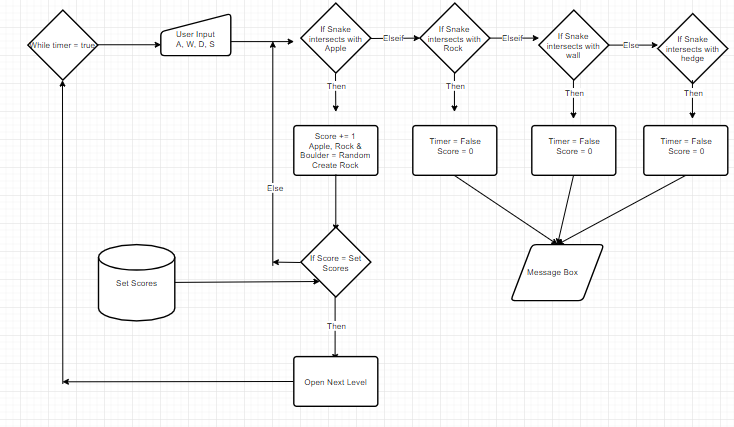 While timer = true
User Input
A, W, D, S
If Snake
intersects with
Apple
Elseif
If Snake
intersects with
Rock
Elseif
If Snake
intersects with
wall
Else
If Snake
intersects with
hedge
Then
Then
Then
Then
Score += 1
Apple, Rock &
Boulder = Random
Create Rock
Timer = False
Score = 0
Timer = False
Score = 0
Timer = False
Score = 0
Else
If Score = Set
Scores
Set Scores
Message Box
Then
Open Next Level